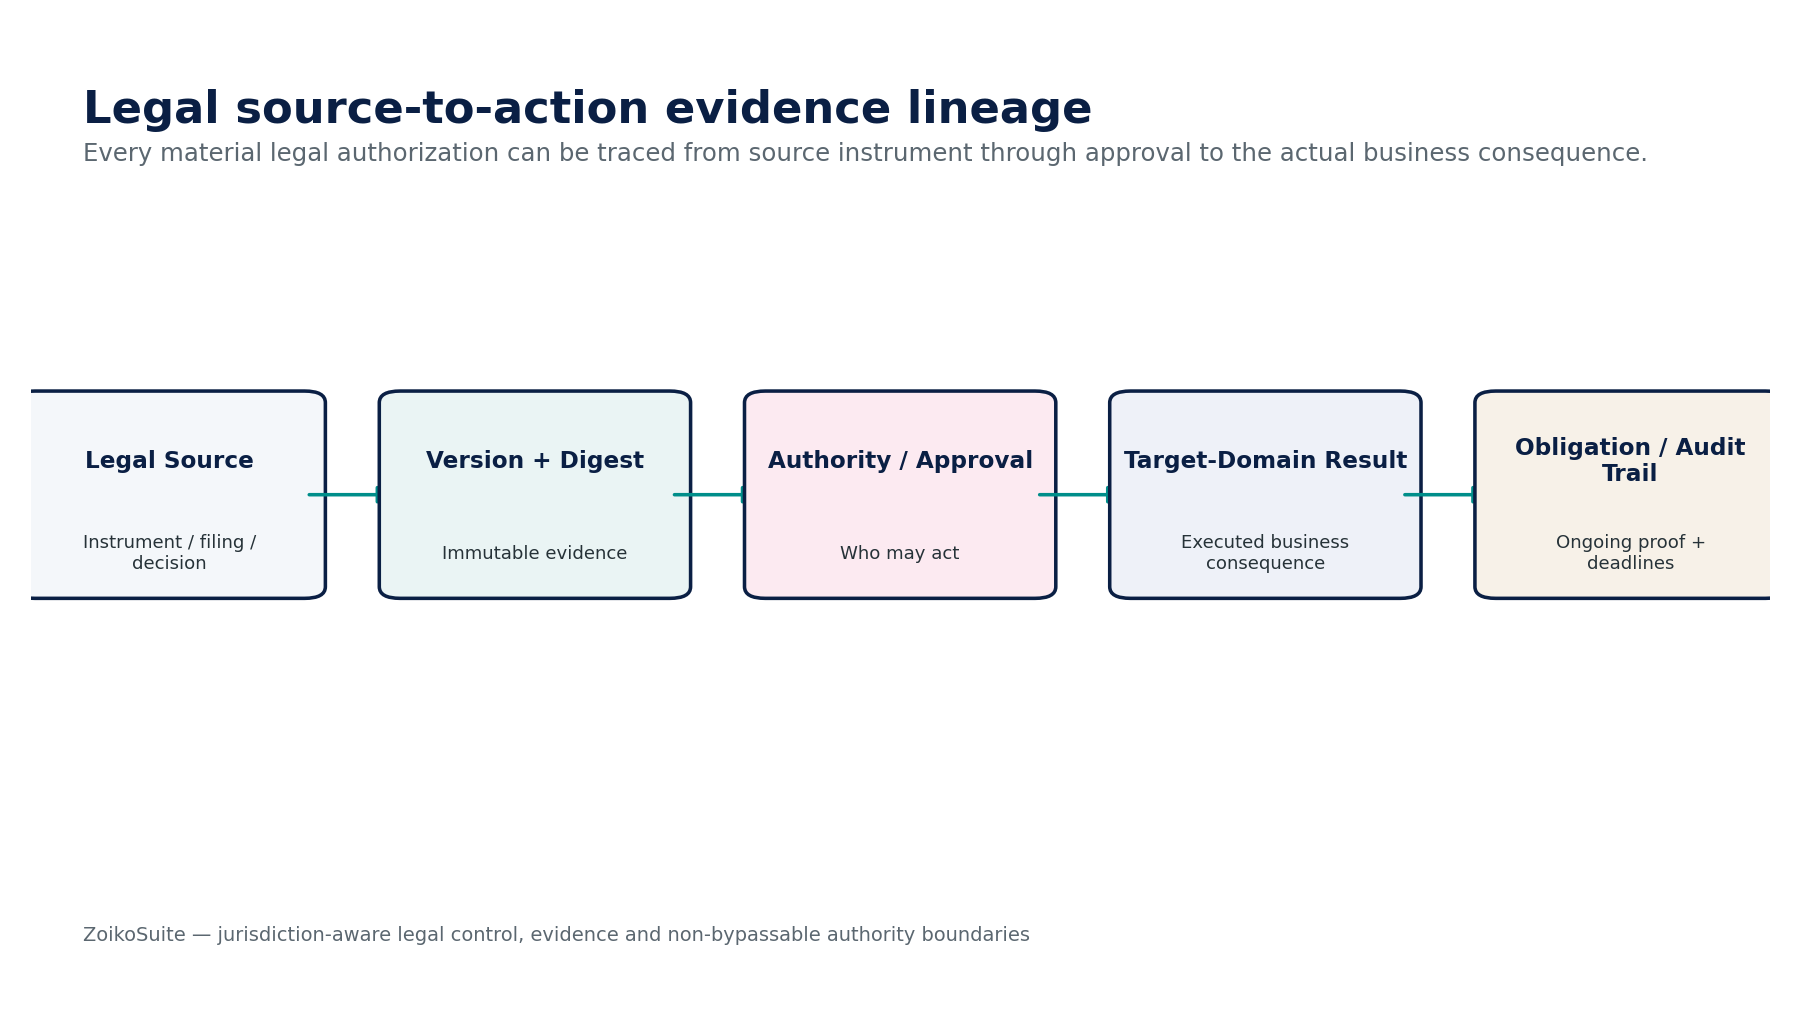 Legal source-to-action evidence lineage
Every material legal authorization can be traced from source instrument through approval to the actual business consequence.
Legal Source
Instrument / filing /
decision
Version + Digest
Immutable evidence
Authority / Approval
Who may act
Target-Domain Result
Executed business
consequence
Obligation / Audit
Trail
Ongoing proof +
deadlines
ZoikoSuite — jurisdiction-aware legal control, evidence and non-bypassable authority boundaries